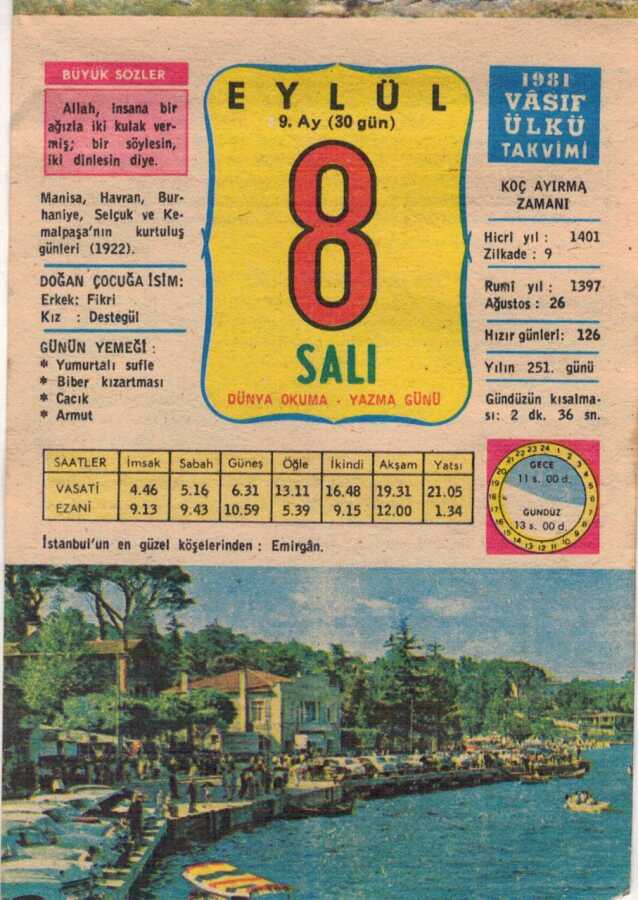 BÜYÜK SÖZLER
Allah, insana bir
ağızla iki kulak ver-
miş; bir söylesin,
iki dinlesin diye.
Manisa, Havran, Bur-
haniye, Selçuk ve Ke-
malpaşa'nın kurtuluş
günleri (1922).
DOĞAN ÇOCUĞA İSİM:
Erkek: Fikri
Kız : Destegül
GÜNÜN YEMEĞİ :
* Yumurtalı sufle
* Biber kızartması
* Cacık
* Armut
EYLÜL
9. Ay (30 gün)
8
SALI
DÜNYA OKUMA - YAZMA GÜNÜ
1981
VÂSIF
ÜLKÜ
TAKVİMİ
KOÇ AYIRMA
ZAMANI
Hicri yıl : 1401
Zilkade : 9
Rumî yıl : 1397
Ağustos : 26
Hızır günleri: 126
Yılın 251. günü
Gündüzün kısalma-
sı: 2 dk. 36 sn.
SAATLER İmsak Sabah Güneş Öğle İkindi Akşam Yatsı
VASATİ 4.46 5.16 6.31 13.11 16.48 19.31 21.05
EZANİ 9.13 9.43 10.59 5.39 9.15 12.00 1.34
GECE
11 s. 00 d.
GÜNDÜZ
13 s. 00 d.
İstanbul'un en güzel köşelerinden : Emirgân.